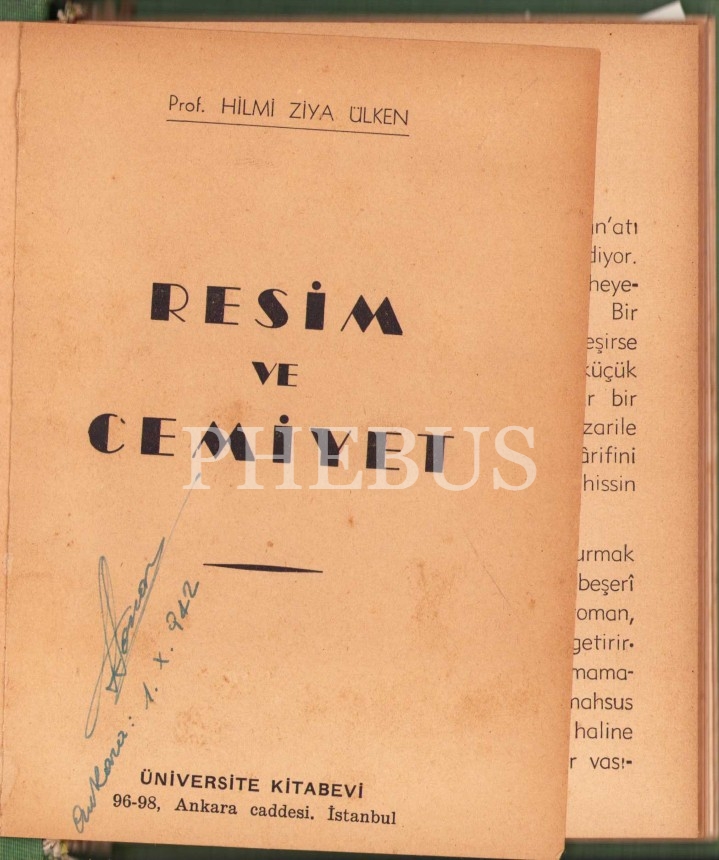 Prof. HİLMİ ZİYA ÜLKEN
RESİM
VE
CEMİYET
PHEBUS
Ankara: 1. X. 942
ÜNİVERSİTE KİTABEVİ
96-98, Ankara caddesi. İstanbul
n'atı
diyor.
heye-
Bir
eşirse
küçük
r bir
zarile
ârifini
hissin
urmak
beşerî
oman,
getirir.
mama-
mahsus
haline
r vası-